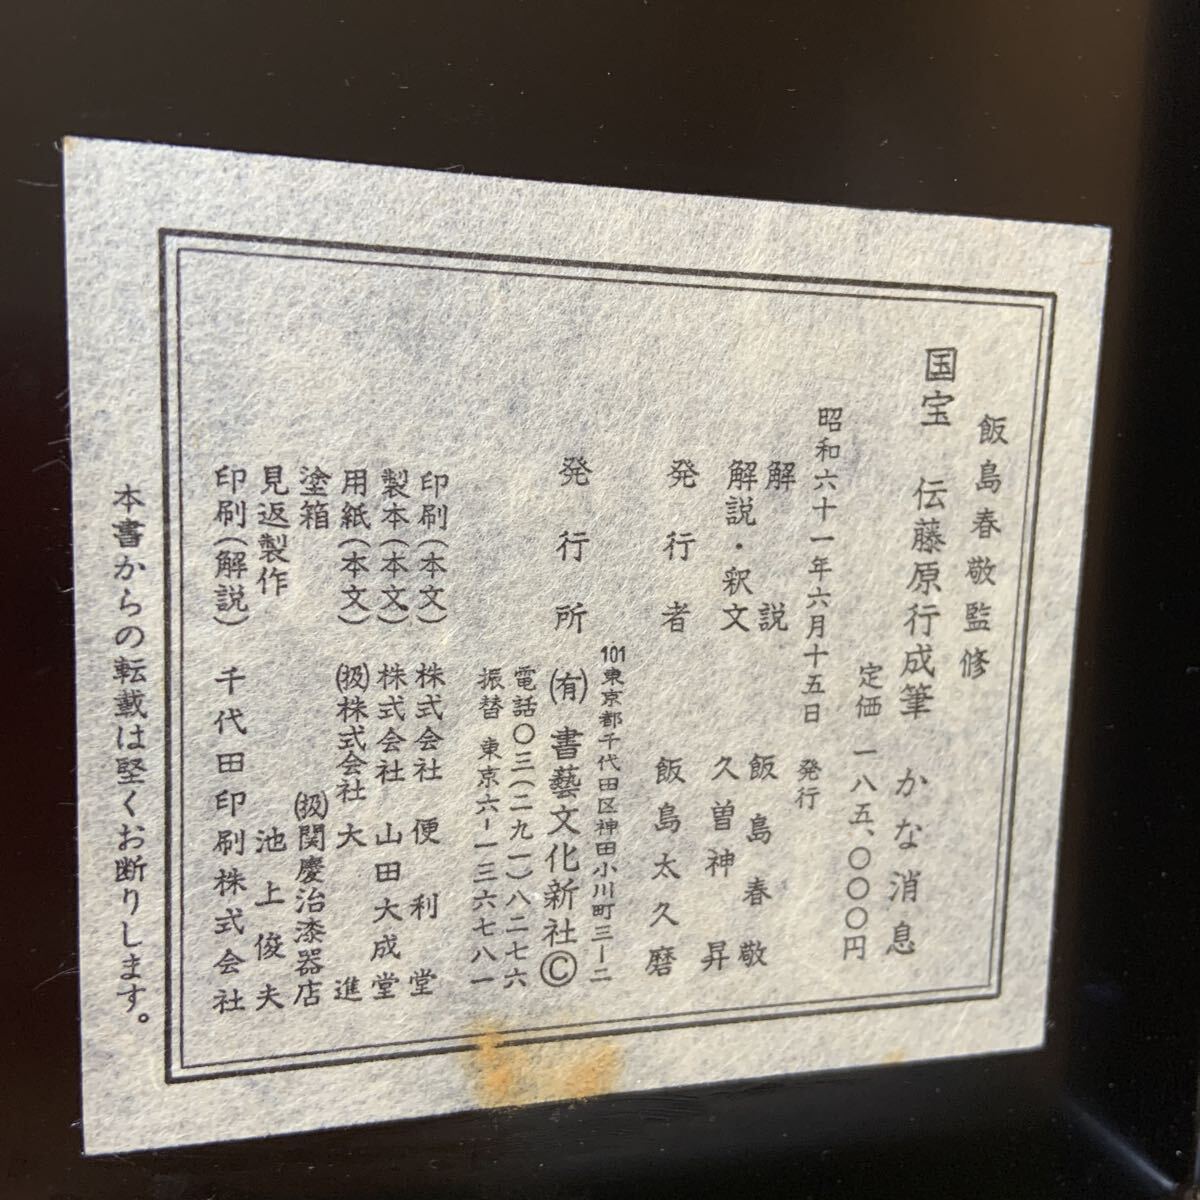 飯島春敬監修
国宝 伝藤原行成筆 かな消息
定価 一八五、〇〇〇円
昭和六十一年六月十五日 発行
解説 飯島春敬
解説・釈文 久曽神昇
発行者 飯島太久磨
101東京都千代田区神田小川町三ー二
発行所 (有)書藝文化新社©
電話〇三(二九一)八二七六
振替 東京六ー一三六七八一
印刷(本文) 株式会社 便利堂
製本(本文) 株式会社 山田大成堂
用紙(本文) (扱)株式会社 大進
塗箱 (扱)関慶治漆器店
見返製作 池上俊夫
印刷(解説) 千代田印刷株式会社
本書からの転載は堅くお断りします。